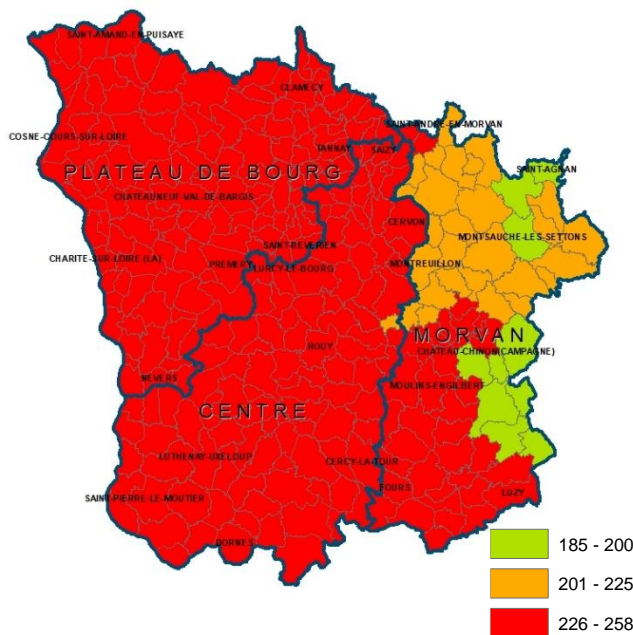 SAINT-AMAND-EN-PUISAYE
CLAMECY
SAINT-ANDRE-EN-MORVAN
COSNE-COURS-SUR-LOIRE
TANNAY
SAIZY
SAINT-AGNAN
PLATEAU DE BOURG
CHATEAUNEUF-VAL-DE-BARGIS
CERVON
MONTSAUCHE-LES-SETTONS
SAINT-REVERIEN
CHARITE-SUR-LOIRE (LA)
PREMERY
LURCY-LE-BOURG
MONTREUILLON
MORVAN
ROUY
CHATEAU-CHINON(CAMPAGNE)
NEVERS
MOULINS-ENGILBERT
CENTRE
LUTHENAY-UXELOUP
CERCY-LA-TOUR
SAINT-PIERRE-LE-MOUTIER
FOURS
LUZY
DORNES
185 - 200
201 - 225
226 - 258